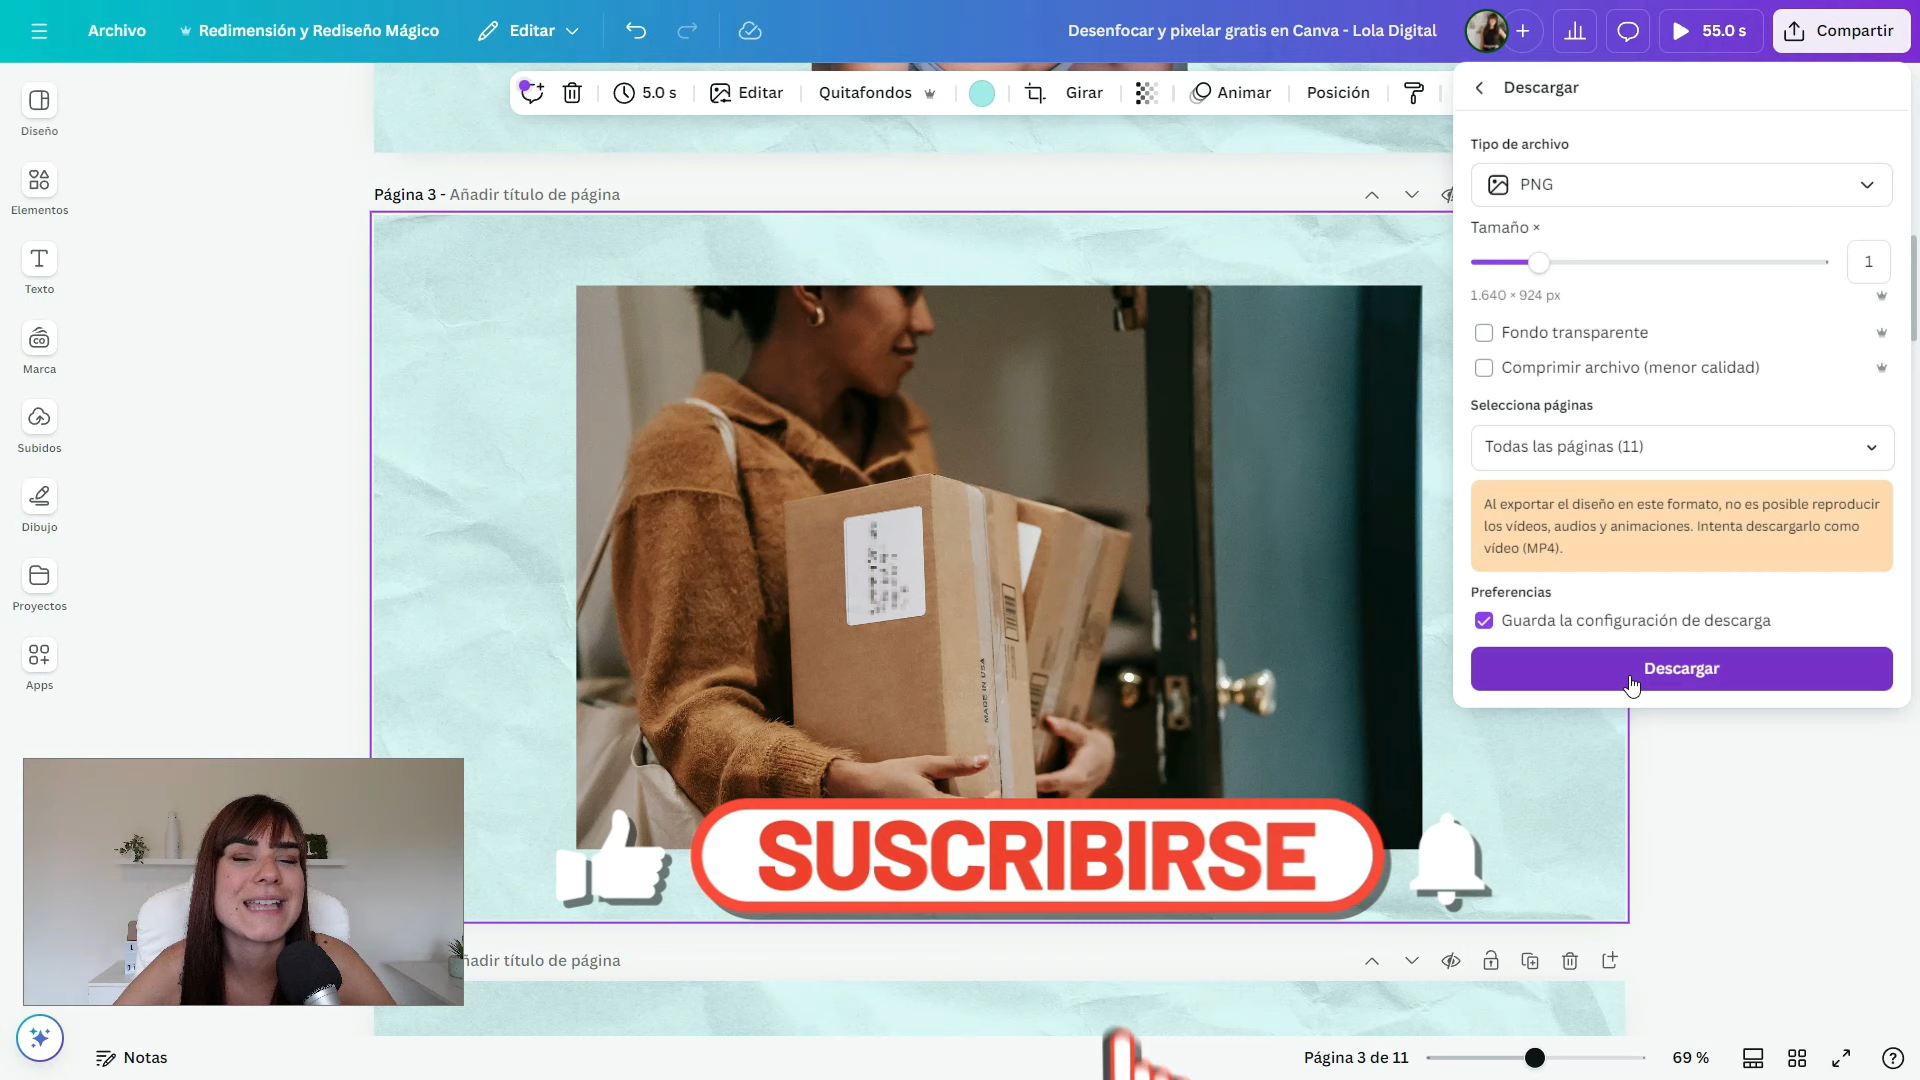 Archivo
Redimensión y Rediseño Mágico
Editar
Desenfocar y pixelar gratis en Canva - Lola Digital
55.0 s
Compartir
5.0 s
Editar
Quitafondos
Girar
Animar
Posición
Descargar
Diseño
Elementos
Texto
Marca
Subidos
Dibujo
Proyectos
Apps
Página 3 - Añadir título de página
Tipo de archivo
PNG
Tamaño ×
1
1.640 × 924 px
Fondo transparente
Comprimir archivo (menor calidad)
Selecciona páginas
Todas las páginas (11)
Al exportar el diseño en este formato, no es posible reproducir
los vídeos, audios y animaciones. Intenta descargarlo como
vídeo (MP4).
Preferencias
Guarda la configuración de descarga
Descargar
MADE IN USA
SUSCRIBIRSE
ñadir título de página
Notas
Página 3 de 11
69 %